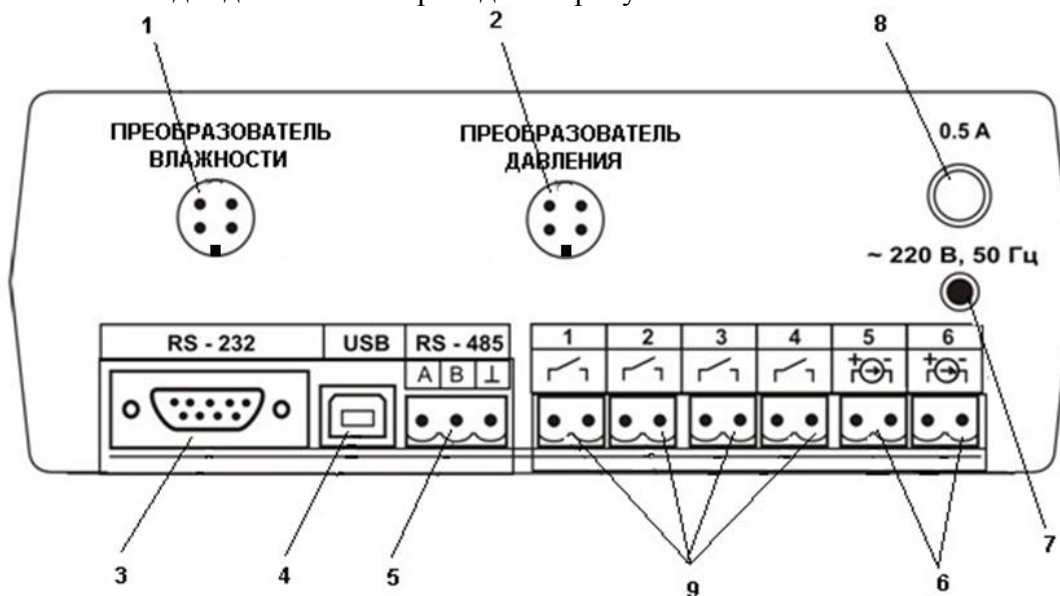 1
2
8
ПРЕОБРАЗОВАТЕЛЬ
ВЛАЖНОСТИ
ПРЕОБРАЗОВАТЕЛЬ
ДАВЛЕНИЯ
0.5 А
~ 220 В, 50 Гц
RS - 232
USB
RS - 485
A B ⊥
1 2 3 4 5 6
+ - + -
3
4
5
9
6
7